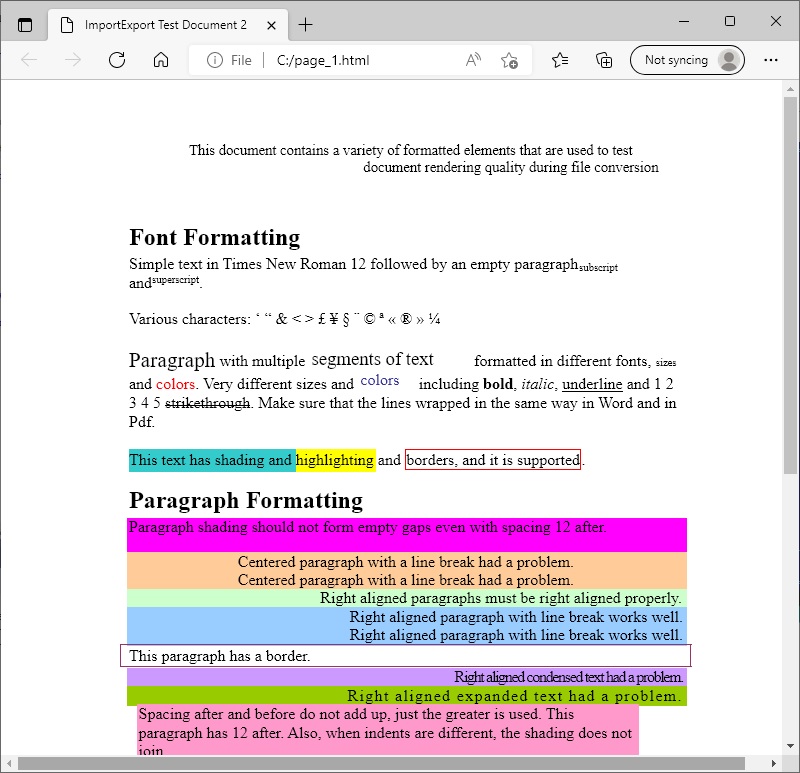 ImportExport Test Document 2
File
C:/page_1.html
Not syncing
This document contains a variety of formatted elements that are used to test
document rendering quality during file conversion
Font Formatting
Simple text in Times New Roman 12 followed by an empty paragraphsubscript
andsuperscript.
Various characters: ‘ “ & < > £ ¥ § ¨ © ª « ® » ¼
Paragraph with multiple segments of text formatted in different fonts, sizes
and colors. Very different sizes and colors including bold, italic, underline and 1 2
3 4 5 strikethrough. Make sure that the lines wrapped in the same way in Word and in
Pdf.
This text has shading and highlighting and borders, and it is supported.
Paragraph Formatting
Paragraph shading should not form empty gaps even with spacing 12 after.
Centered paragraph with a line break had a problem.
Centered paragraph with a line break had a problem.
Right aligned paragraphs must be right aligned properly.
Right aligned paragraph with line break works well.
Right aligned paragraph with line break works well.
This paragraph has a border.
Right aligned condensed text had a problem.
Right aligned expanded text had a problem.
Spacing after and before do not add up, just the greater is used. This
paragraph has 12 after. Also, when indents are different, the shading does not
join